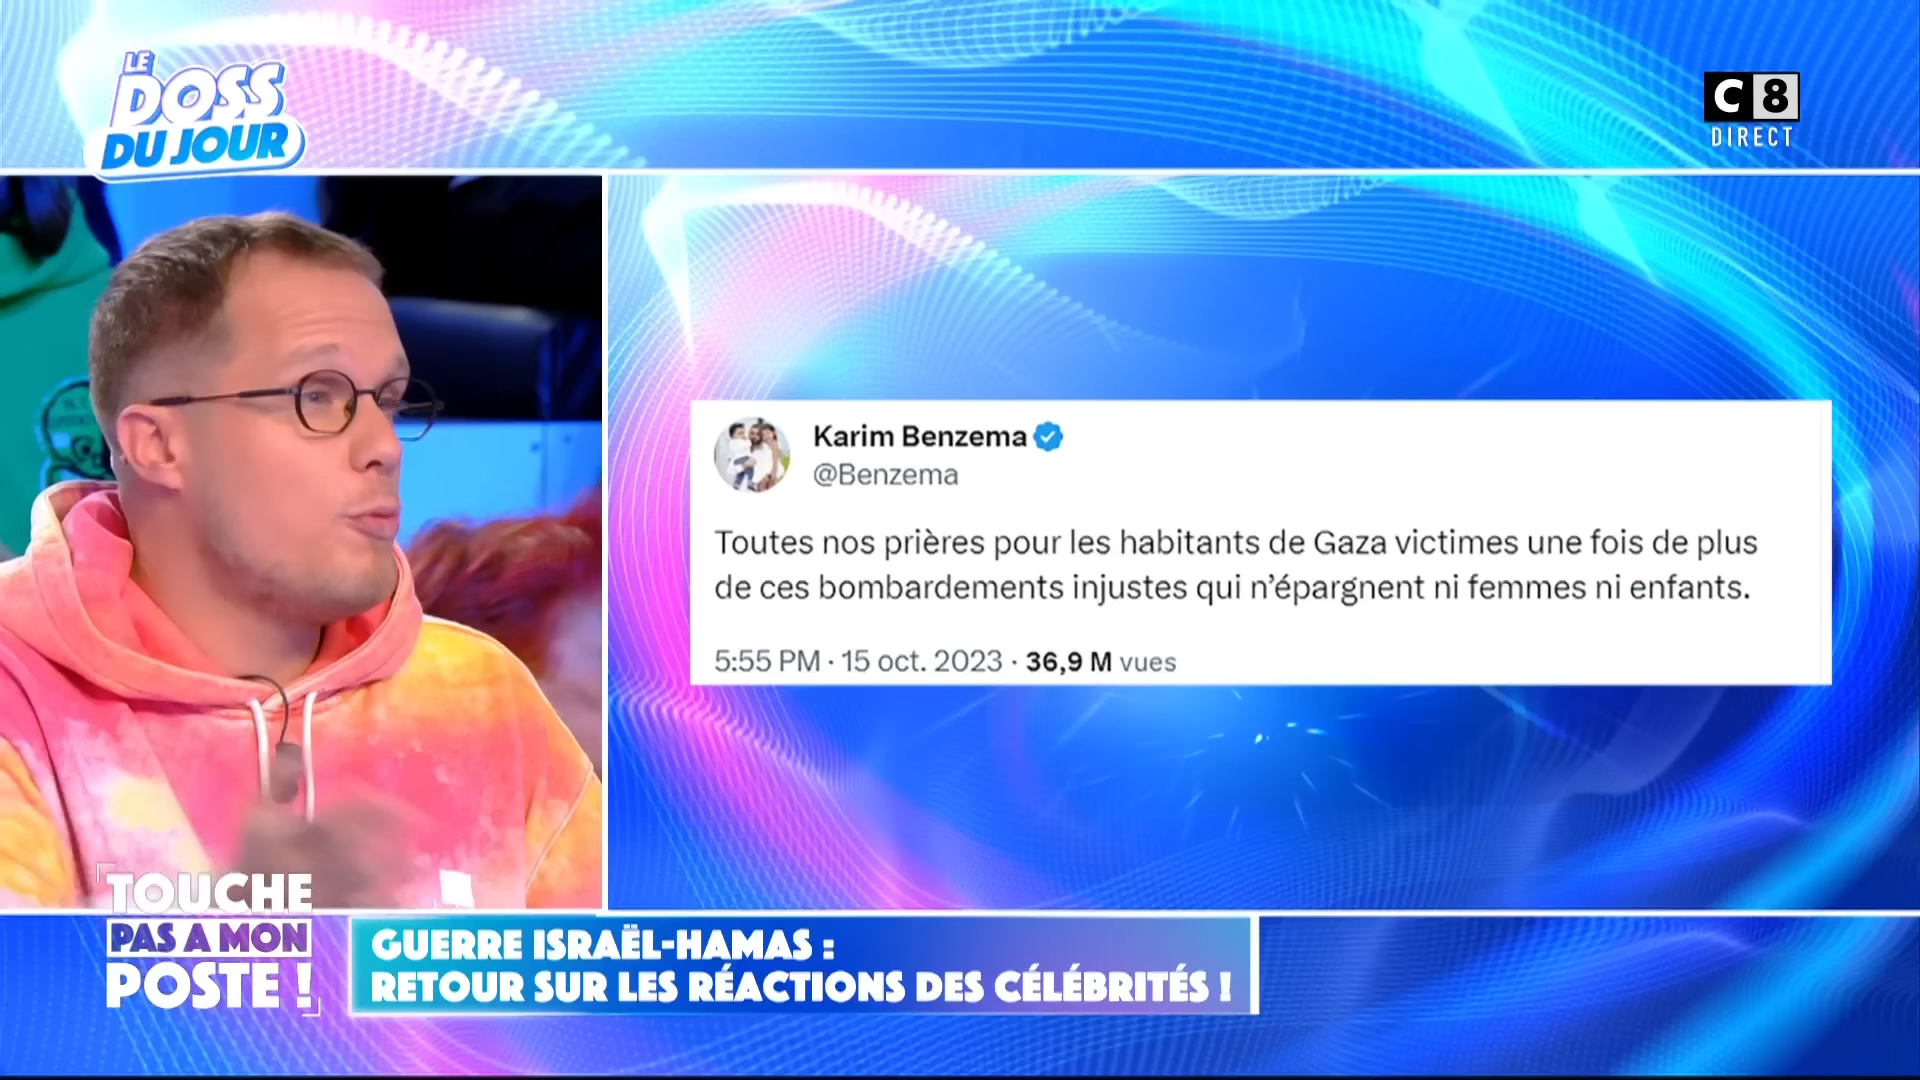 LE
DOSS
DU JOUR
C8
DIRECT
Karim Benzema
@Benzema
Toutes nos prières pour les habitants de Gaza victimes une fois de plus
de ces bombardements injustes qui n’épargnent ni femmes ni enfants.
5:55 PM · 15 oct. 2023 · 36,9 M vues
TOUCHE
PAS A MON
POSTE !
GUERRE ISRAËL-HAMAS :
RETOUR SUR LES RÉACTIONS DES CÉLÉBRITÉS !